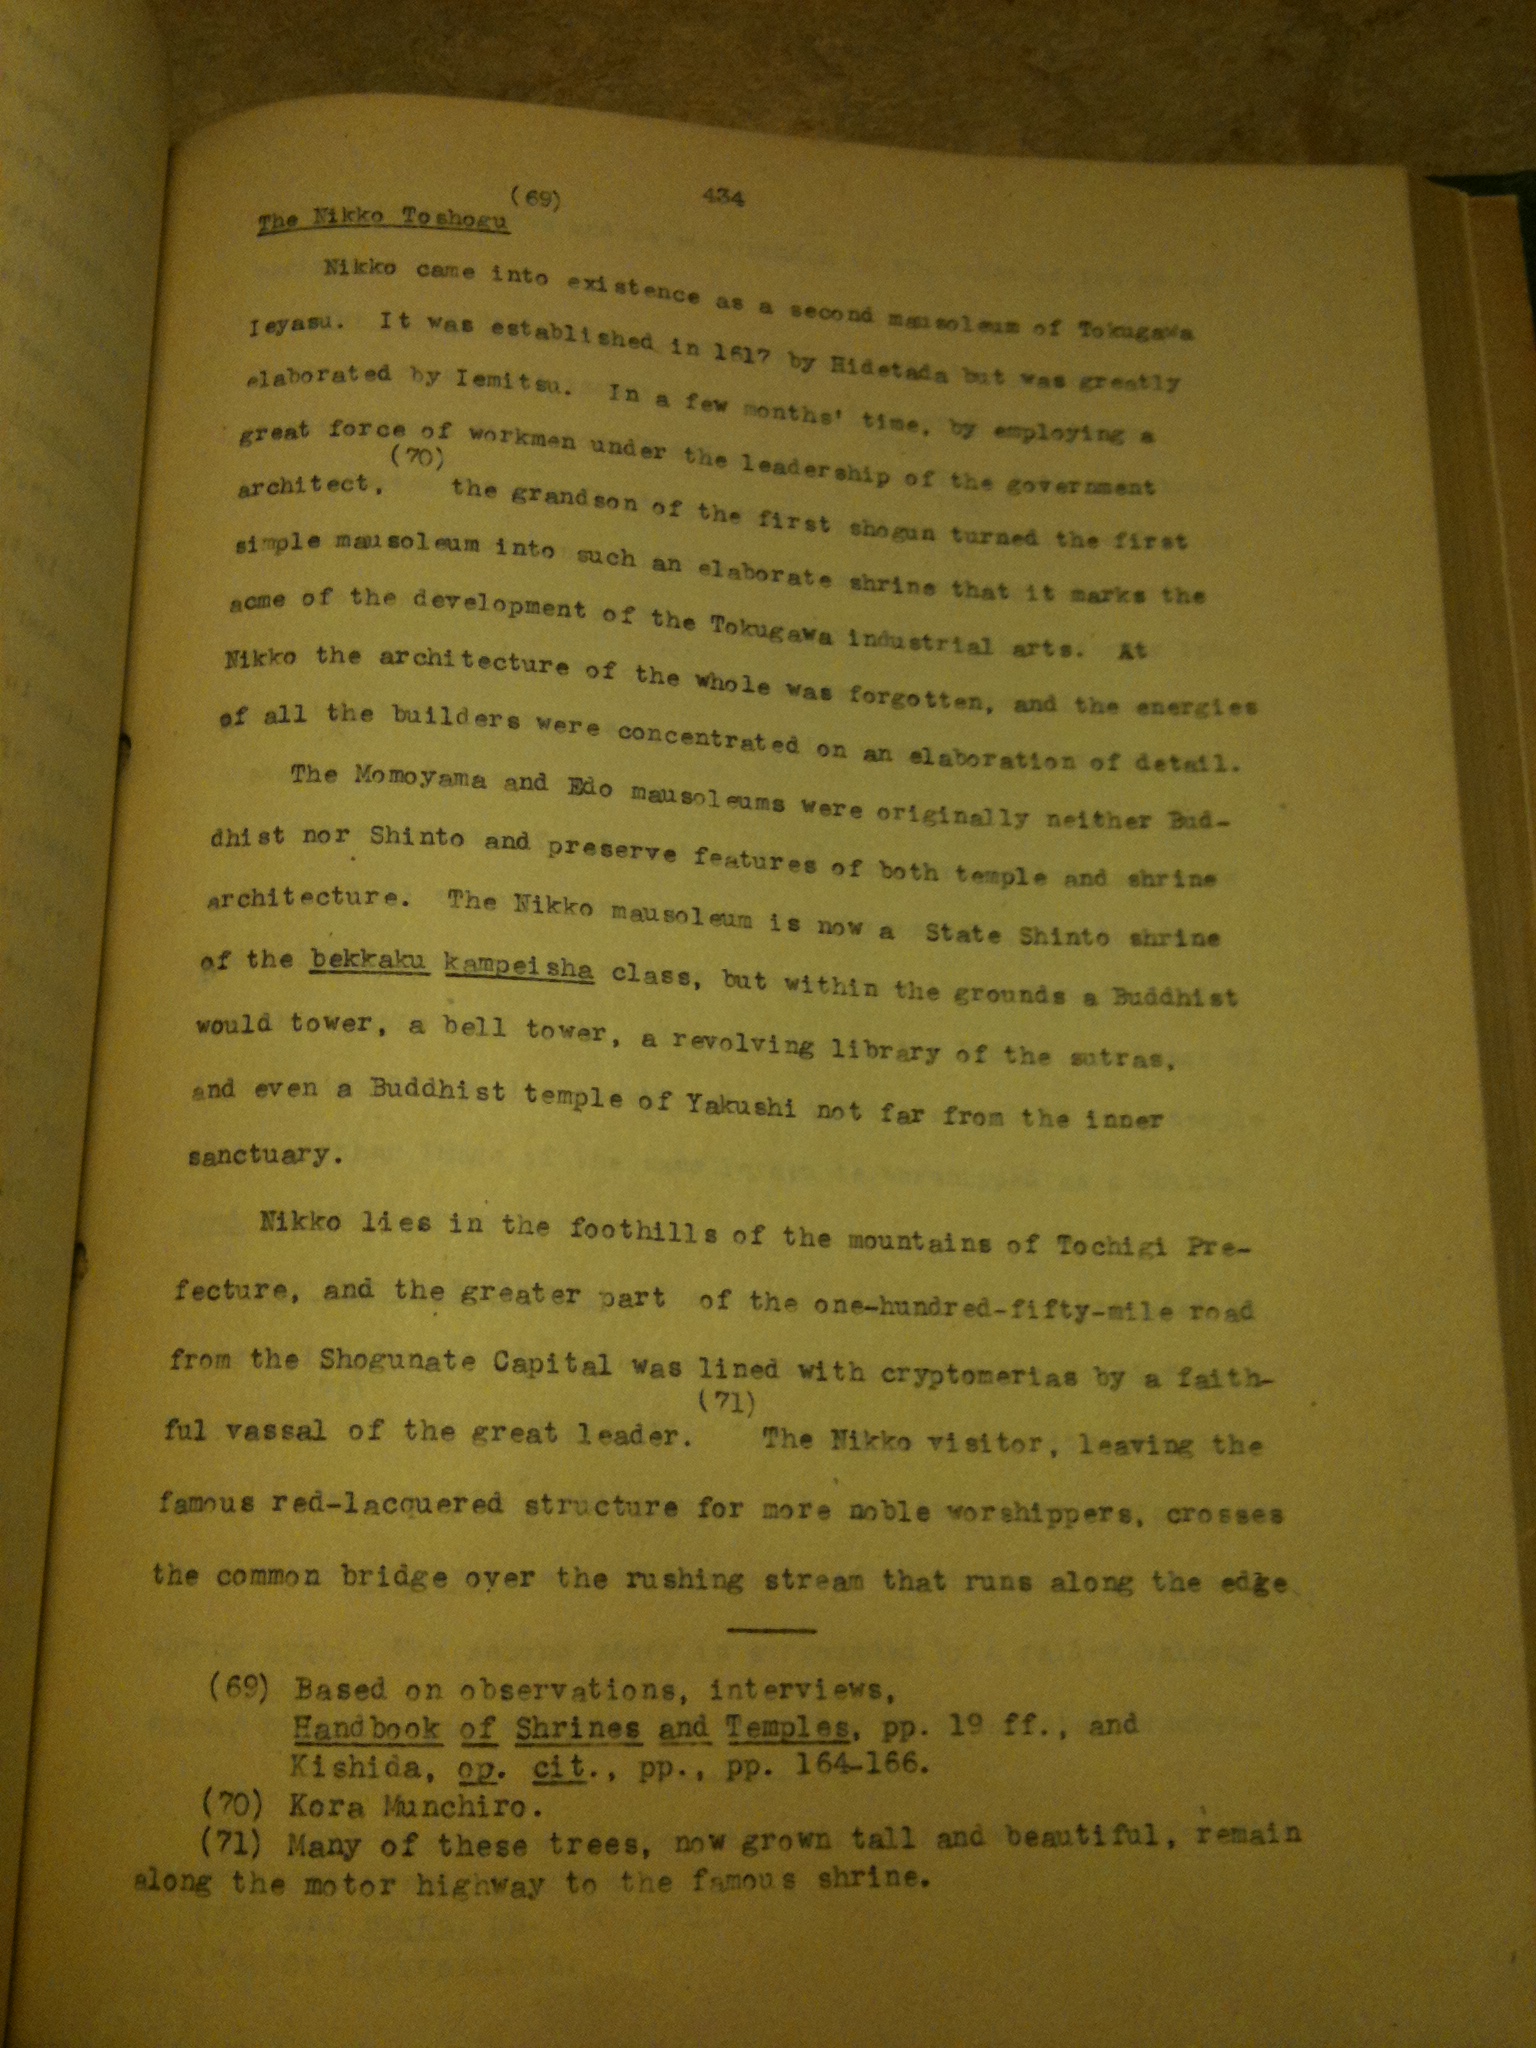 434
The Nikko Toshogu (69)
Nikko came into existence as a second mausoleum of Tokugawa
Ieyasu. It was established in 1617 by Hidetada but was greatly
elaborated by Iemitsu. In a few months' time, by employing a
great force of workmen under the leadership of the government
architect, (70) the grandson of the first shogun turned the first
simple mausoleum into such an elaborate shrine that it marks the
acme of the development of the Tokugawa industrial arts. At
Nikko the architecture of the whole was forgotten, and the energies
of all the builders were concentrated on an elaboration of detail.
The Momoyama and Edo mausoleums were originally neither Bud-
dhist nor Shinto and preserve features of both temple and shrine
architecture. The Nikko mausoleum is now a State Shinto shrine
of the bekkaku kampeisha class, but within the grounds a Buddhist
would tower, a bell tower, a revolving library of the sutras,
and even a Buddhist temple of Yakushi not far from the inner
sanctuary.
Nikko lies in the foothills of the mountains of Tochigi Pre-
fecture, and the greater part of the one-hundred-fifty-mile road
from the Shogunate Capital was lined with cryptomerias by a faith-
ful vassal of the great leader. (71) The Nikko visitor, leaving the
famous red-lacquered structure for more noble worshippers, crosses
the common bridge over the rushing stream that runs along the edge
(69) Based on observations, interviews,
Handbook of Shrines and Temples, pp. 19 ff., and
Kishida, op. cit., pp., pp. 164-166.
(70) Kora Munchiro.
(71) Many of these trees, now grown tall and beautiful, remain
along the motor highway to the famous shrine.